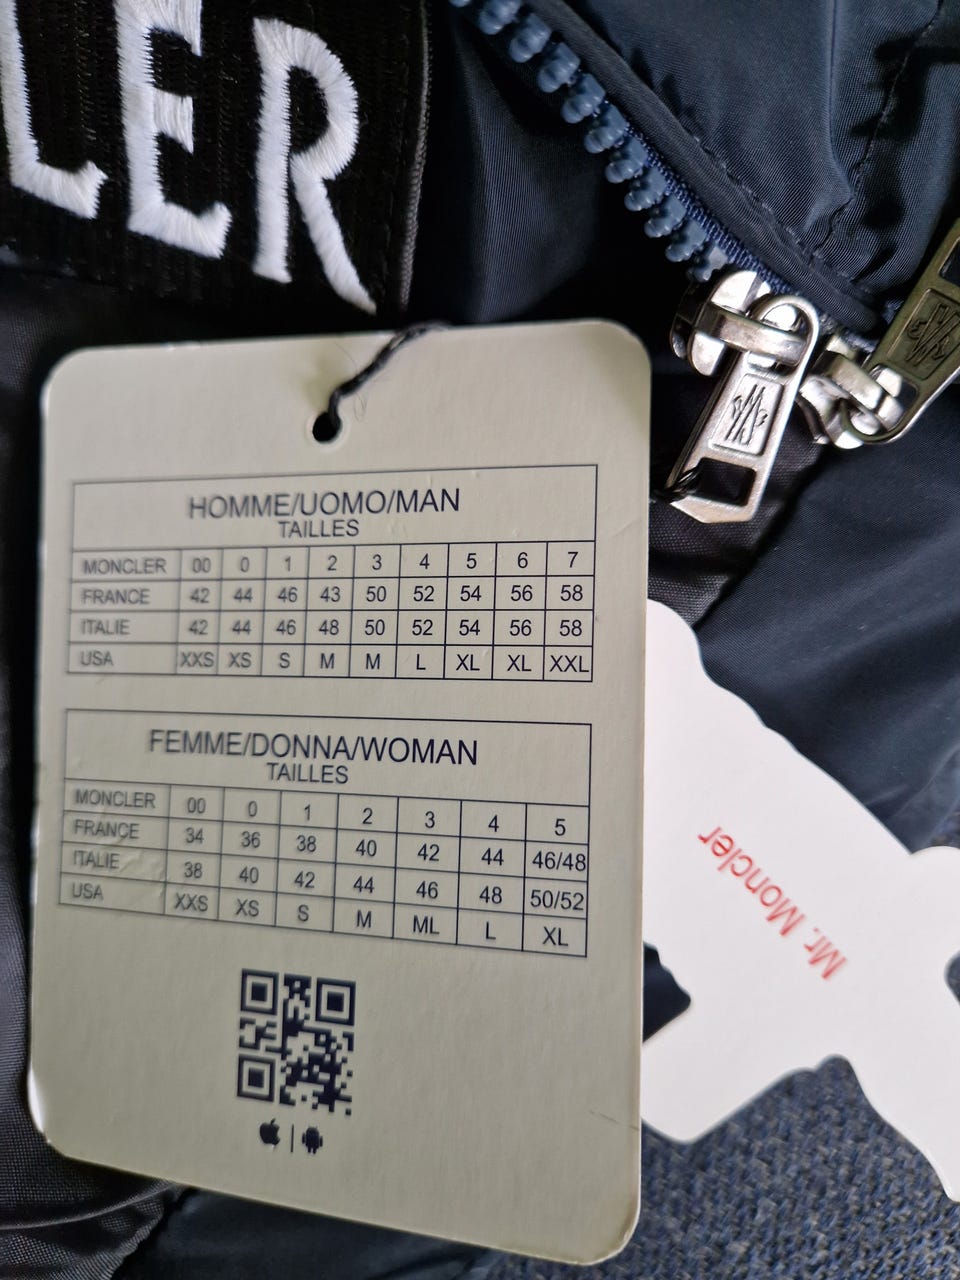 LER
HOMME/UOMO/MAN
TAILLES
MONCLER 00 0 1 2 3 4 5 6 7
FRANCE 42 44 46 43 50 52 54 56 58
ITALIE 42 44 46 48 50 52 54 56 58
USA XXS XS S M M L XL XL XXL
FEMME/DONNA/WOMAN
TAILLES
MONCLER 00 0 1 2 3 4 5
FRANCE 34 36 38 40 42 44 46/48
ITALIE 38 40 42 44 46 48 50/52
USA XXS XS S M ML L XL
Mr. Moncler